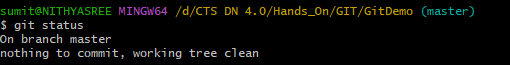 sumit@NITHYASREE MINGW64 /d/CTS DN 4.0/Hands_On/GIT/GitDemo (master)
$ git status
On branch master
nothing to commit, working tree clean